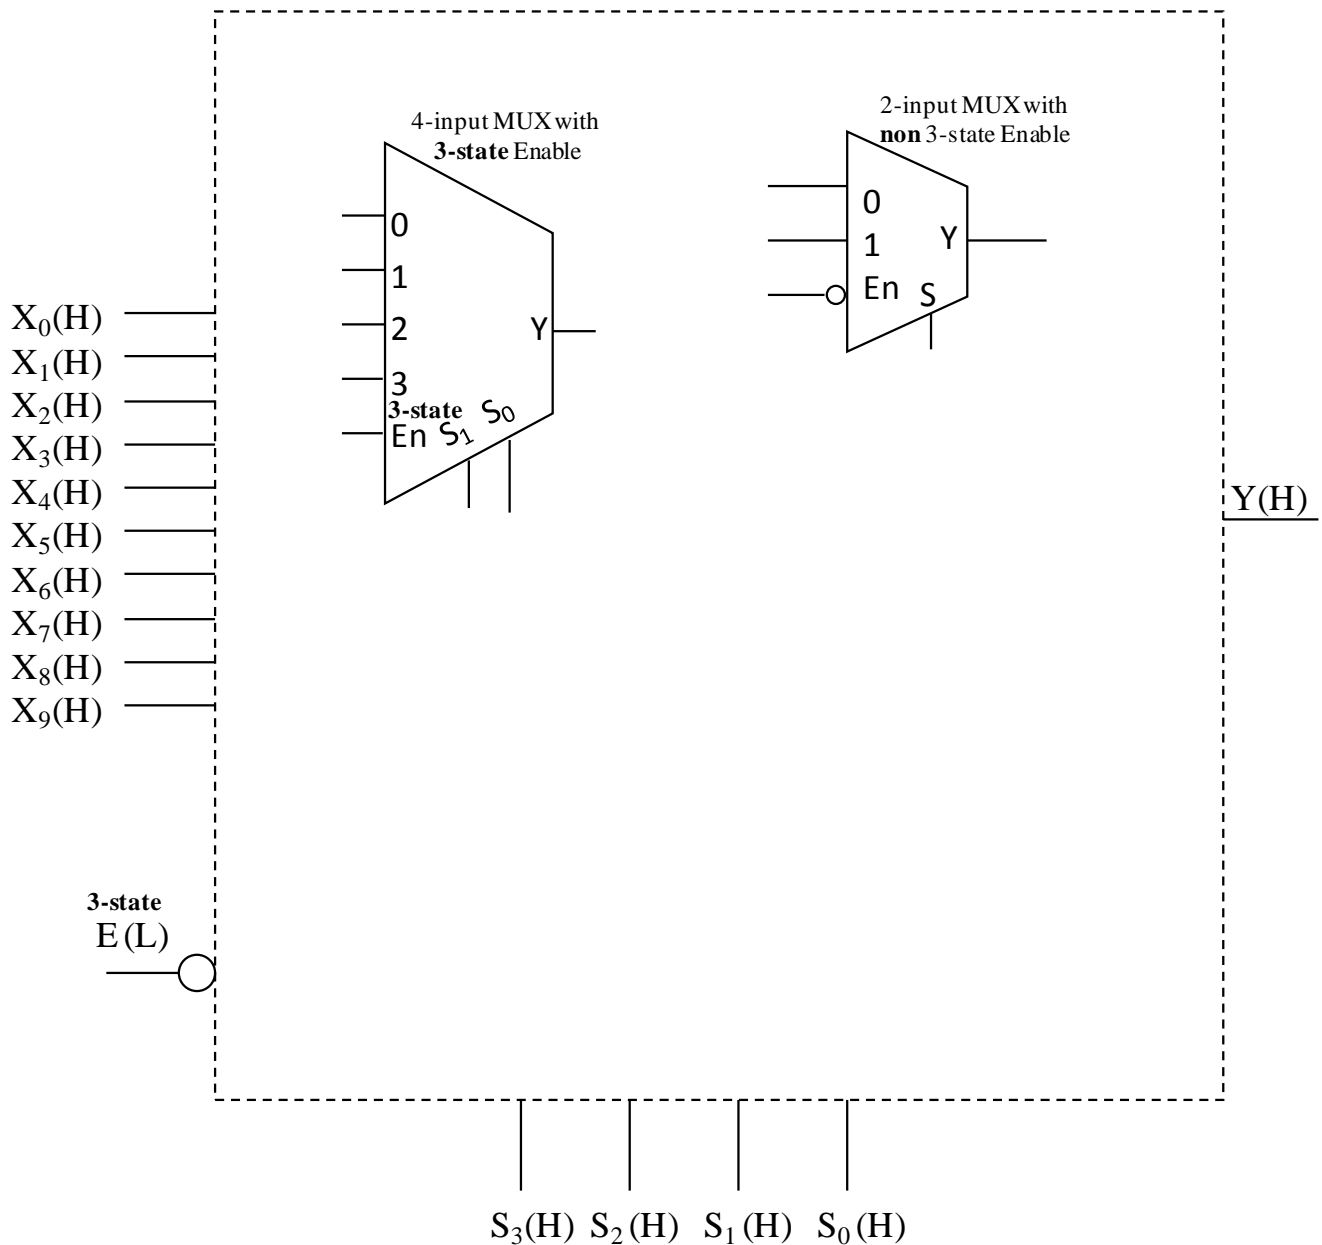 4-input MUX with
3-state Enable
0
1
2
3
3-state
En S1 S0
Y
2-input MUX with
non 3-state Enable
0
1
En S
Y
X0(H)
X1(H)
X2(H)
X3(H)
X4(H)
X5(H)
X6(H)
X7(H)
X8(H)
X9(H)
Y(H)
3-state
E(L)
S3(H) S2(H) S1(H) S0(H)